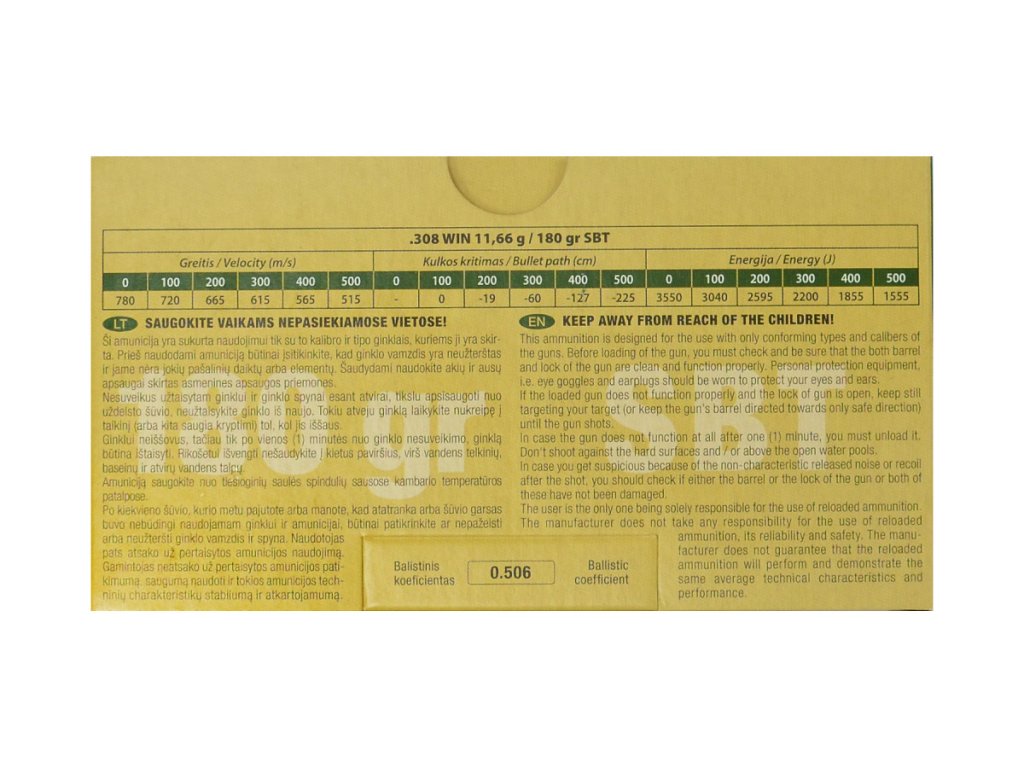 .308 WIN 11,66 g / 180 gr SBT
Greitis / Velocity (m/s) Kulkos kritimas / Bullet path (cm) Energija / Energy (J)
0 100 200 300 400 500 0 100 200 300 400 500 0 100 200 300 400 500
780 720 665 615 565 515 - 0 -19 -60 -127 -225 3550 3040 2595 2200 1855 1555
LT SAUGOKITE VAIKAMS NEPASIEKIAMOSE VIETOSE!
Ši amunicija yra sukurta naudojimui tik su to kalibro ir tipo ginklais, kuriems ji yra skir-
ta. Prieš naudodami amuniciją būtinai įsitikinkite, kad ginklo vamzdis yra neužterštas
ir jame nėra jokių pašalinių daiktų arba elementų. Šaudydami naudokite akių ir ausų
apsaugai skirtas asmenines apsaugos priemones.
Nesuveikus užtaisytam ginklui ir ginklo spynai esant atvirai, tikslu apsisaugoti nuo
uždelsto šūvio, neužtaisykite ginklo iš naujo. Tokiu atveju ginklą laikykite nukreipę į
taikinį (arba kita saugia kryptimi) tol, kol jis iššaus.
Ginklui neiššovus, tačiau tik po vienos (1) minutės nuo ginklo nesuveikimo, ginklą
būtina ištaisyti. Rikošetui išvengti nešaudykite į kietus paviršius, virš vandens telkinių,
baseinų ir atvirų vandens talpų.
Amuniciją saugokite nuo tiesioginių saulės spindulių sausose kambario temperatūros
patalpose.
Po kiekvieno šūvio, kurio metu pajutote arba manote, kad atatranka arba šūvio garsas
buvo nebūdingi naudojamam ginklui ir amunicijai, būtinai patikrinkite ar nepažeisti
arba neužteršti ginklo vamzdis ir spyna. Naudotojas
pats atsako už pertaisytos amunicijos naudojimą.
Gamintojas neatsako už pertaisytos amunicijos pati-
kimumą, saugumą naudoti ir tokios amunicijos tech-
ninių charakteristikų stabilumą ir atkartojamumą.
EN KEEP AWAY FROM REACH OF THE CHILDREN!
This ammunition is designed for the use with only conforming types and calibers of
the guns. Before loading of the gun, you must check and be sure that the both barrel
and lock of the gun are clean and function properly. Personal protection equipment,
i.e. eye goggles and earplugs should be worn to protect your eyes and ears.
If the loaded gun does not function properly and the lock of gun is open, keep still
targeting your target (or keep the gun's barrel directed towards only safe direction)
until the gun shots.
In case the gun does not function at all after one (1) minute, you must unload it.
Don't shoot against the hard surfaces and / or above the open water pools.
In case you get suspicious because of the non-characteristic released noise or recoil
after the shot, you should check if either the barrel or the lock of the gun or both of
these have not been damaged.
The user is the only one being solely responsible for the use of reloaded ammunition.
The manufacturer does not take any responsibility for the use of reloaded
ammunition, its reliability and safety. The manu-
facturer does not guarantee that the reloaded
ammunition will perform and demonstrate the
same average technical characteristics and
performance.
180 gr SBT
Balistinis
koeficientas
0.506
Ballistic
coefficient